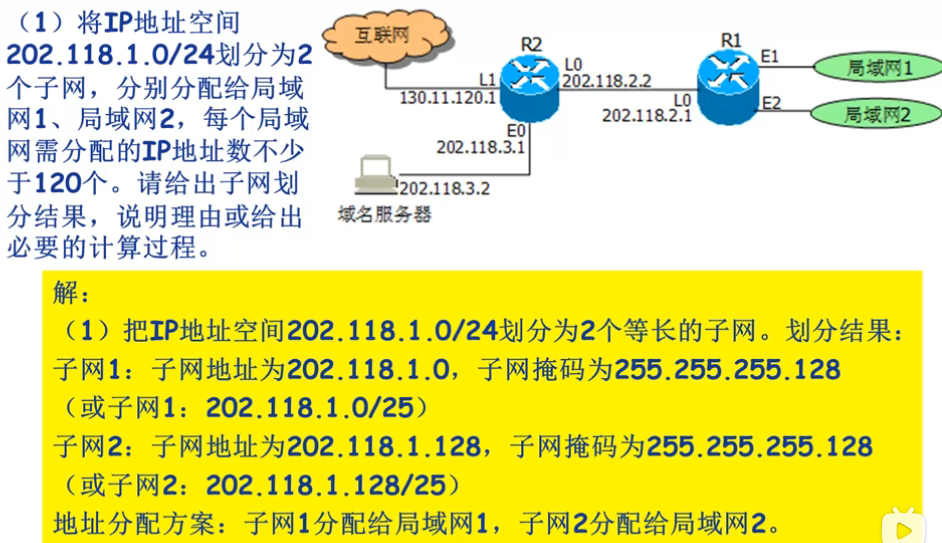 （1）将IP地址空间
202.118.1.0/24划分为2
个子网，分别分配给局域
网1、局域网2，每个局域
网需分配的IP地址数不少
于120个。请给出子网划
分结果，说明理由或给出
必要的计算过程。
互联网
R2
R1
L0
E1
局域网1
L1
202.118.2.2
130.11.120.1
L0
E2
局域网2
202.118.2.1
E0
202.118.3.1
202.118.3.2
域名服务器
解：
（1）把IP地址空间202.118.1.0/24划分为2个等长的子网。划分结果：
子网1：子网地址为202.118.1.0，子网掩码为255.255.255.128
（或子网1：202.118.1.0/25）
子网2：子网地址为202.118.1.128，子网掩码为255.255.255.128
（或子网2：202.118.1.128/25）
地址分配方案：子网1分配给局域网1，子网2分配给局域网2。